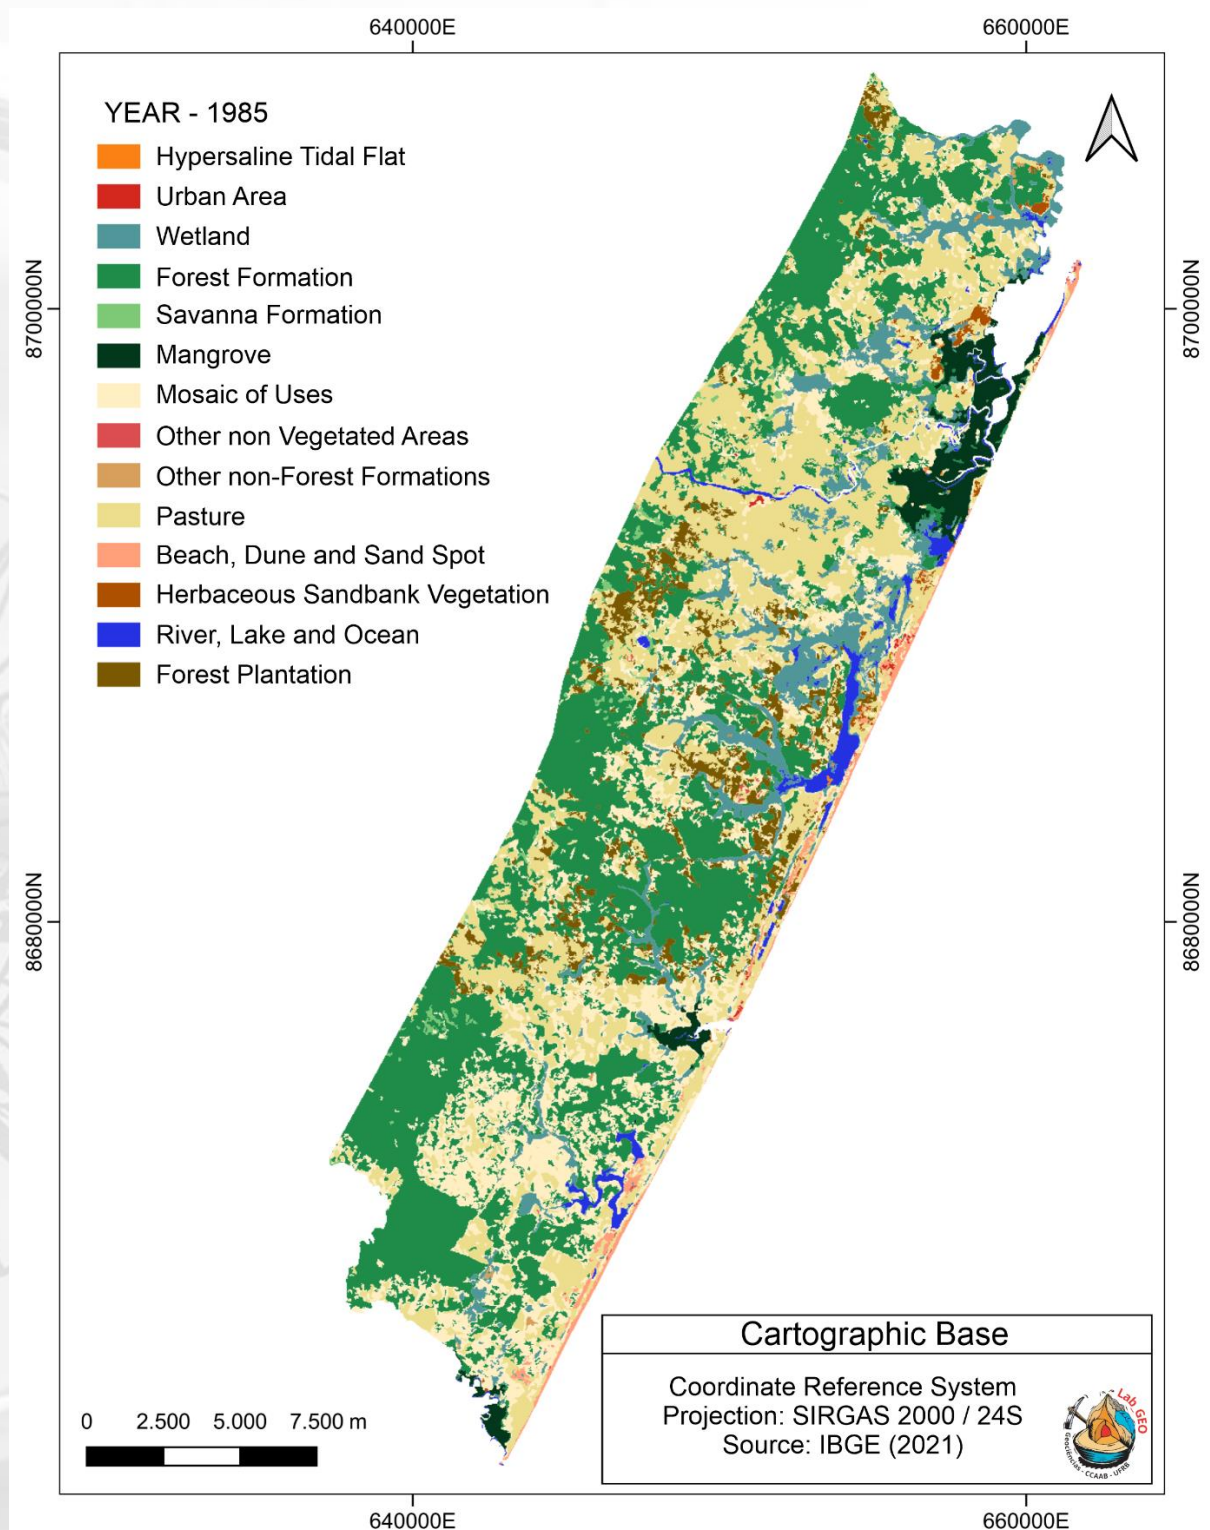 640000E
660000E
YEAR - 1985
Hypersaline Tidal Flat
Urban Area
Wetland
Forest Formation
Savanna Formation
Mangrove
Mosaic of Uses
Other non Vegetated Areas
Other non-Forest Formations
Pasture
Beach, Dune and Sand Spot
Herbaceous Sandbank Vegetation
River, Lake and Ocean
Forest Plantation
8700000N
8700000N
8680000N
8680000N
0 2.500 5.000 7.500 m
Cartographic Base
Coordinate Reference System
Projection: SIRGAS 2000 / 24S
Source: IBGE (2021)
Lab GEO
Geociências - CCAAB - UFRB
640000E
660000E